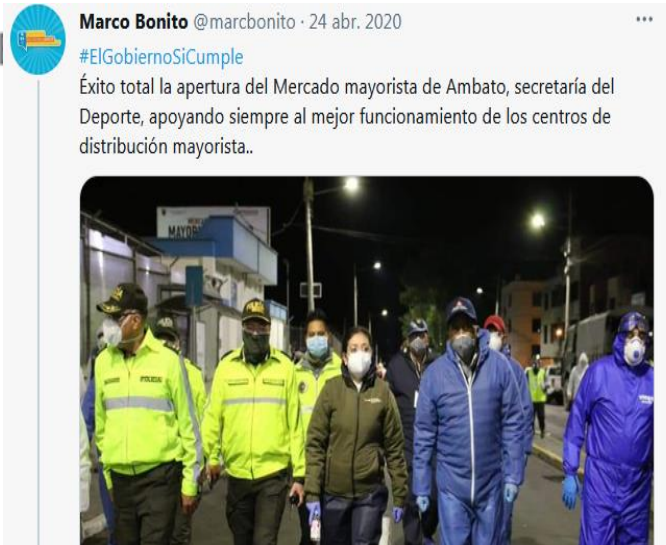 Marco Bonito @marcbonito · 24 abr. 2020
#ElGobiernoSiCumple
Éxito total la apertura del Mercado mayorista de Ambato, secretaría del
Deporte, apoyando siempre al mejor funcionamiento de los centros de
distribución mayorista..
POLICIA